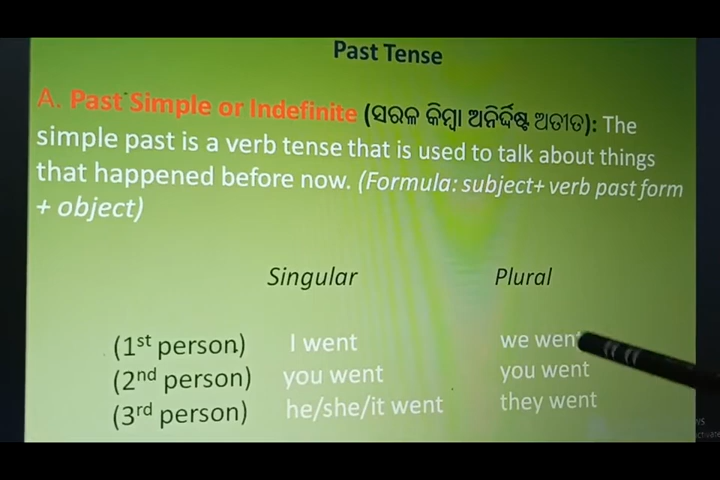 Past Tense
A. Past Simple or Indefinite (ସରଳ କିମ୍ବା ଅନିର୍ଦ୍ଦିଷ୍ଟ ଅତୀତ): The
simple past is a verb tense that is used to talk about things
that happened before now. (Formula: subject+ verb past form
+ object)
Singular Plural
(1st person) I went we went
(2nd person) you went you went
(3rd person) he/she/it went they went